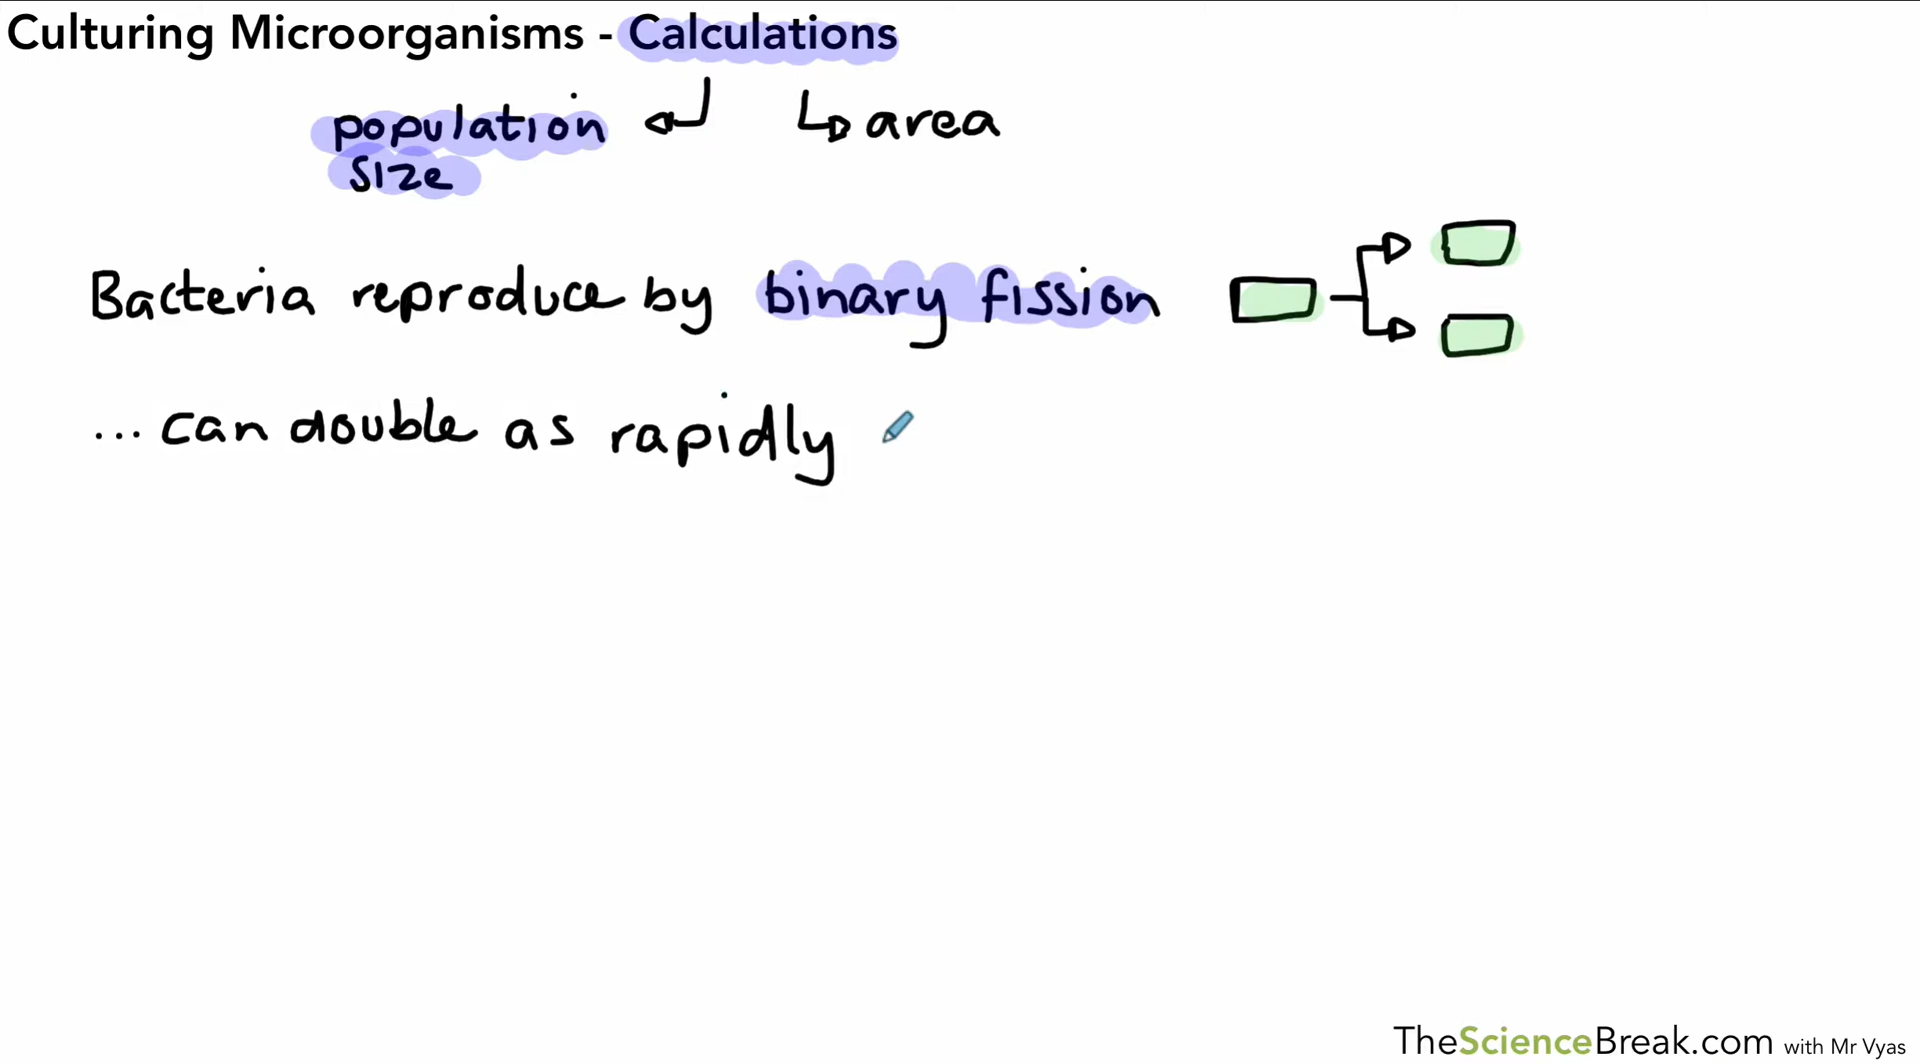 Culturing Microorganisms - Calculations
population
size
area
Bacteria reproduce by binary fission
... can double as rapidly
TheScienceBreak.com with Mr Vyas